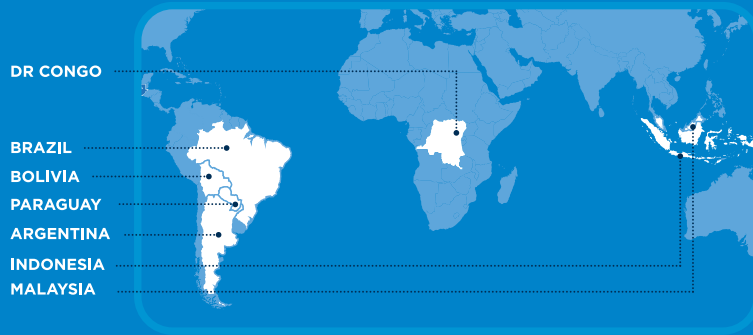 DR CONGO
BRAZIL
BOLIVIA
PARAGUAY
ARGENTINA
INDONESIA
MALAYSIA